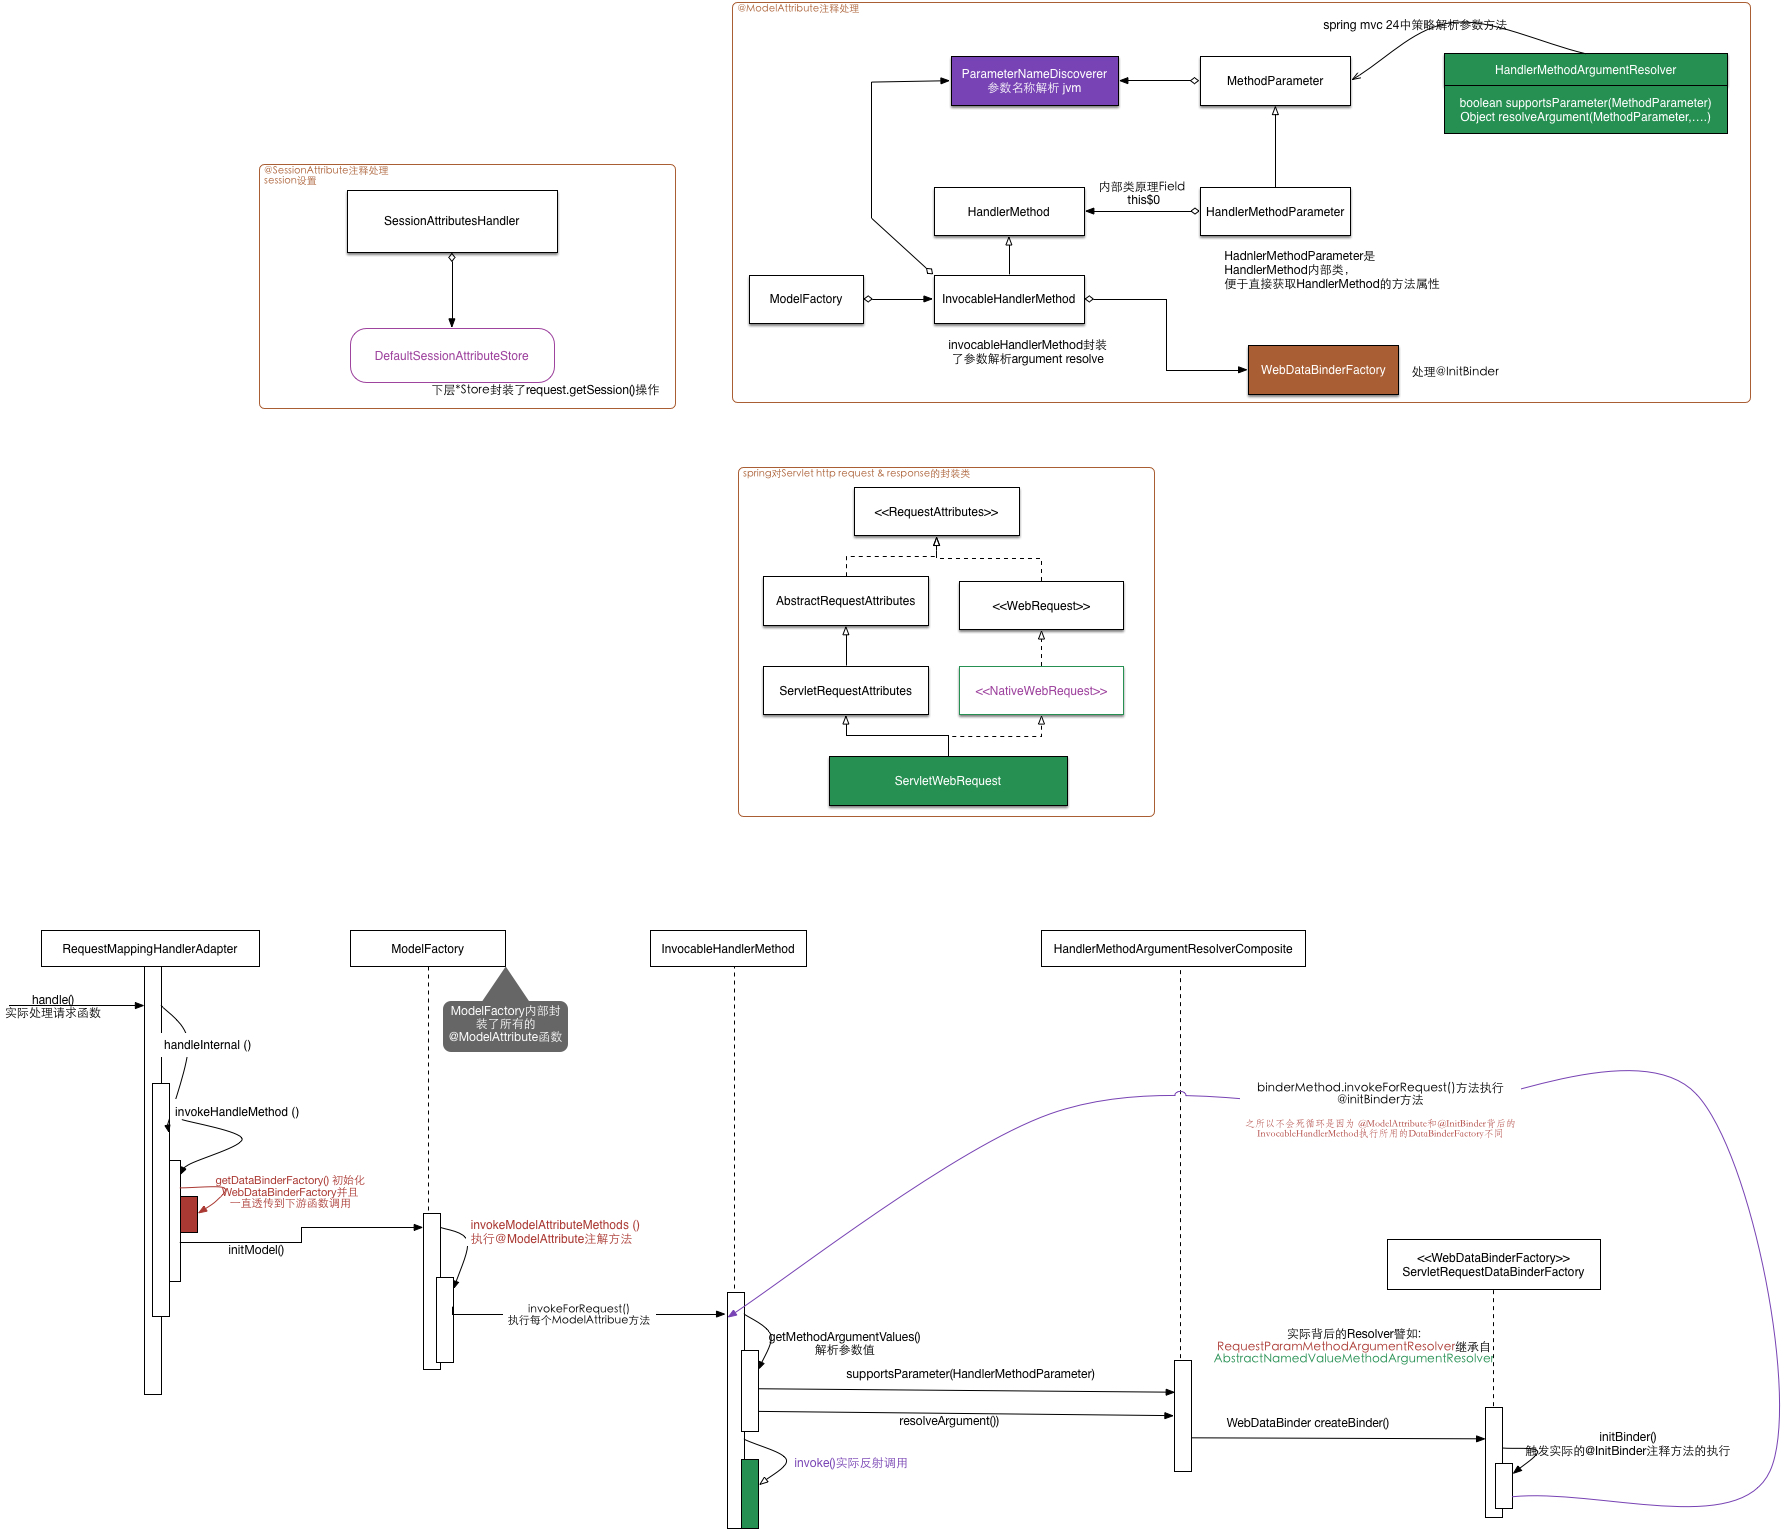 @ModelAttribute注释处理
spring mvc 24中策略解析参数方法
ParameterNameDiscoverer
参数名称解析 jvm
MethodParameter
HandlerMethodArgumentResolver
boolean supportsParameter(MethodParameter)
Object resolveArgument(MethodParameter,....)
@SessionAttribute注释处理
session设置
SessionAttributesHandler
DefaultSessionAttributeStore
下层*Store封装了request.getSession()操作
内部类原理Field
this$0
HandlerMethod
HandlerMethodParameter
HadnlerMethodParameter是
HandlerMethod内部类，
便于直接获取HandlerMethod的方法属性
ModelFactory
InvocableHandlerMethod
invocableHandlerMethod封装
了参数解析argument resolve
WebDataBinderFactory
处理@InitBinder
spring对Servlet http request & response的封装类
<<RequestAttributes>>
AbstractRequestAttributes
<<WebRequest>>
ServletRequestAttributes
<<NativeWebRequest>>
ServletWebRequest
RequestMappingHandlerAdapter
ModelFactory
InvocableHandlerMethod
HandlerMethodArgumentResolverComposite
handle()
实际处理请求函数
ModelFactory内部封
装了所有的
@ModelAttribute函数
handleInternal ()
invokeHandleMethod ()
binderMethod.invokeForRequest()方法执行
@initBinder方法
之所以不会死循环是因为 @ModelAttribute和@InitBinder背后的
InvocableHandlerMethod执行所用的DataBinderFactory不同
getDataBinderFactory() 初始化
WebDataBinderFactory并且
一直透传到下游函数调用
initModel()
invokeModelAttributeMethods ()
执行@ModelAttribute注解方法
<<WebDataBinderFactory>>
ServletRequestDataBinderFactory
invokeForRequest()
执行每个ModelAttribue方法
getMethodArgumentValues()
解析参数值
实际背后的Resolver譬如:
RequestParamMethodArgumentResolver继承自
AbstractNamedValueMethodArgumentResolver
supportsParameter(HandlerMethodParameter)
resolveArgument())
WebDataBinder createBinder()
initBinder()
触发实际的@InitBinder注释方法的执行
invoke()实际反射调用